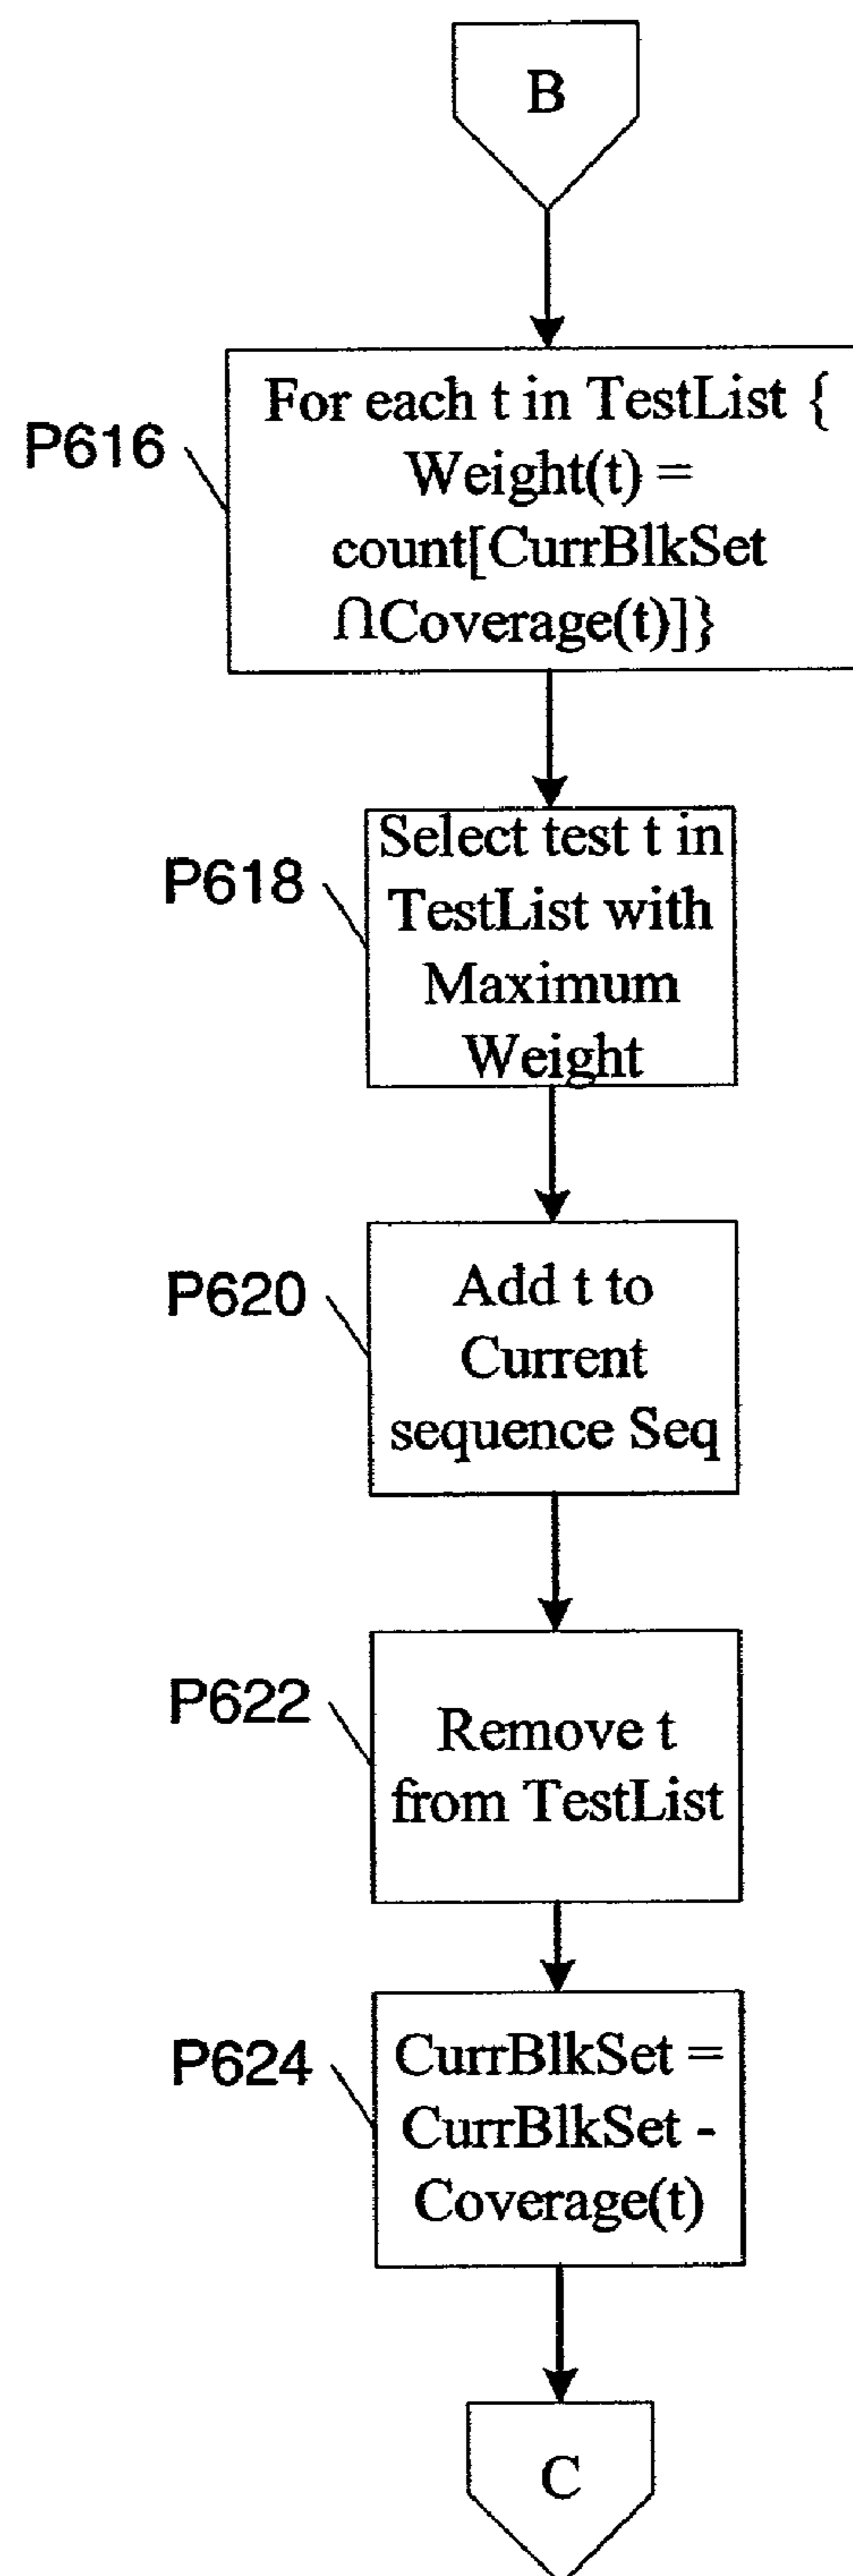 B
P616
For each t in TestList {
Weight(t) =
count[CurrBlkSet
∩Coverage(t)]}
P618
Select test t in
TestList with
Maximum
Weight
P620
Add t to
Current
sequence Seq
P622
Remove t
from TestList
P624
CurrBlkSet =
CurrBlkSet -
Coverage(t)
C